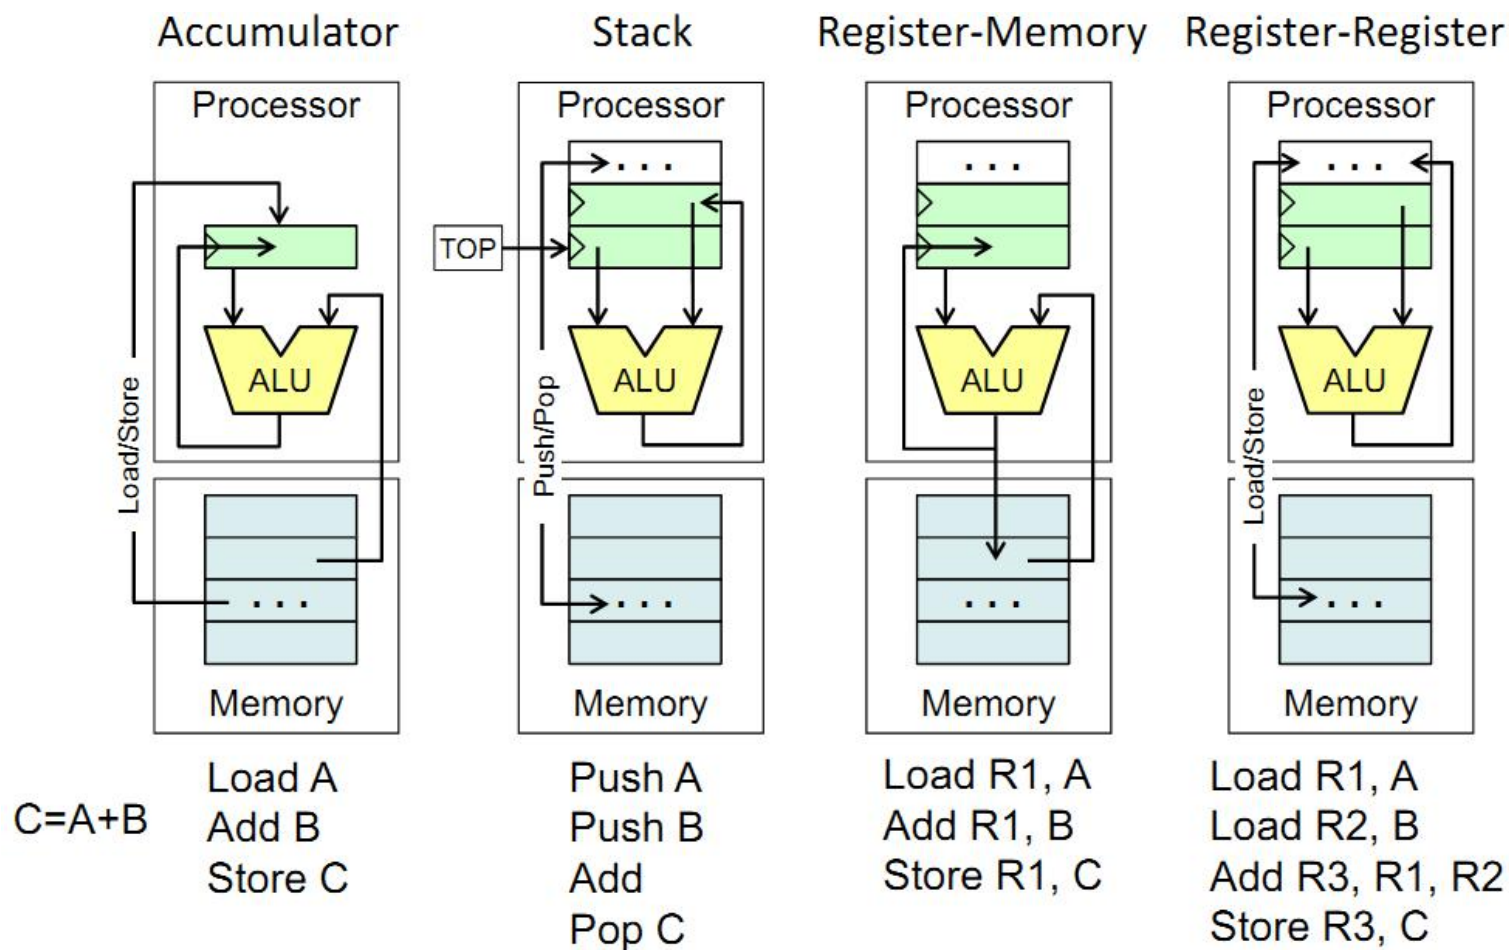 Accumulator
Stack
Register-Memory
Register-Register
Processor
Processor
Processor
Processor
. . .
. . .
. . .
TOP
ALU
ALU
ALU
ALU
Load/Store
Push/Pop
Load/Store
. . .
. . .
. . .
. . .
Memory
Memory
Memory
Memory
C=A+B
Load A
Add B
Store C
Push A
Push B
Add
Pop C
Load R1, A
Add R1, B
Store R1, C
Load R1, A
Load R2, B
Add R3, R1, R2
Store R3, C